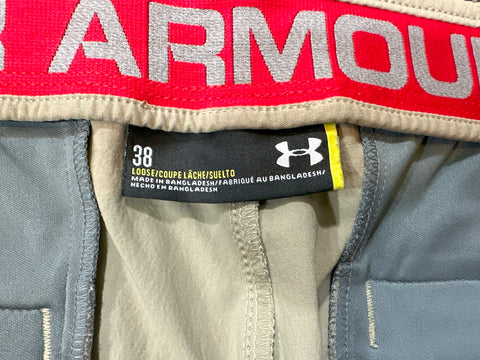 R ARMOU
38
LOOSE/COUPE LÂCHE/SUELTO
MADE IN BANGLADESH/FABRIQUÉ AU BANGLADESH/
HECHO EN BANGLADESH